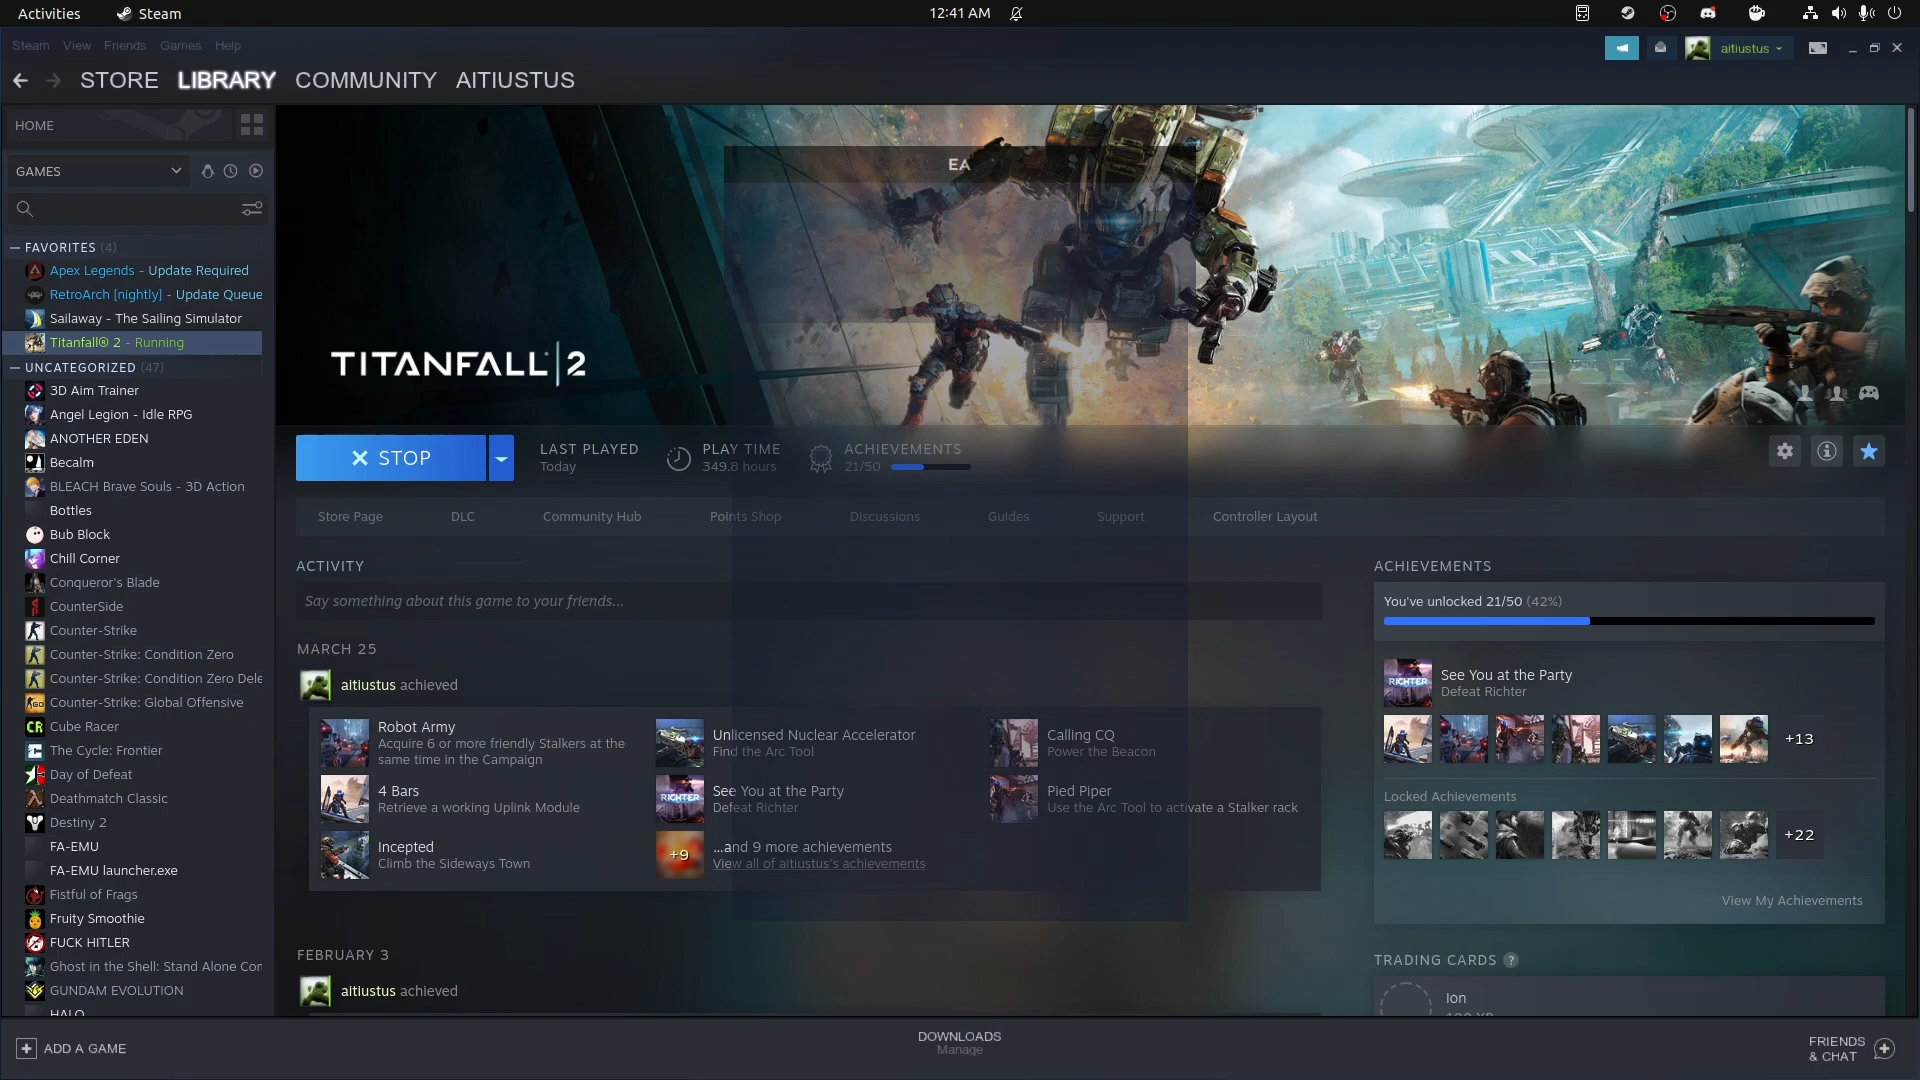 Activities
Steam
12:41 AM
Steam View Friends Games Help
aitiustus
STORE LIBRARY COMMUNITY AITIUSTUS
HOME
GAMES
— FAVORITES (4)
Apex Legends - Update Required
RetroArch [nightly] - Update Queue
Sailaway - The Sailing Simulator
Titanfall® 2 - Running
— UNCATEGORIZED (47)
3D Aim Trainer
Angel Legion - Idle RPG
ANOTHER EDEN
Becalm
BLEACH Brave Souls - 3D Action
Bottles
Bub Block
Chill Corner
Conqueror's Blade
CounterSide
Counter-Strike
Counter-Strike: Condition Zero
Counter-Strike: Condition Zero Dele
Counter-Strike: Global Offensive
Cube Racer
The Cycle: Frontier
Day of Defeat
Deathmatch Classic
Destiny 2
FA-EMU
FA-EMU launcher.exe
Fistful of Frags
Fruity Smoothie
FUCK HITLER
Ghost in the Shell: Stand Alone Con
GUNDAM EVOLUTION
HALO
ADD A GAME
EA
TITANFALL 2
STOP
LAST PLAYED
Today
PLAY TIME
349.8 hours
ACHIEVEMENTS
21/50
Store Page DLC Community Hub Points Shop Discussions Guides Support Controller Layout
ACTIVITY
Say something about this game to your friends...
MARCH 25
aitiustus achieved
Robot Army
Acquire 6 or more friendly Stalkers at the
same time in the Campaign
Unlicensed Nuclear Accelerator
Find the Arc Tool
Calling CQ
Power the Beacon
4 Bars
Retrieve a working Uplink Module
RICHTER
See You at the Party
Defeat Richter
Pied Piper
Use the Arc Tool to activate a Stalker rack
Incepted
Climb the Sideways Town
+9
...and 9 more achievements
View all of aitiustus's achievements
FEBRUARY 3
aitiustus achieved
ACHIEVEMENTS
You've unlocked 21/50 (42%)
RICHTER
See You at the Party
Defeat Richter
+13
Locked Achievements
+22
View My Achievements
TRADING CARDS ?
Ion
100 XP
DOWNLOADS
Manage
FRIENDS
& CHAT